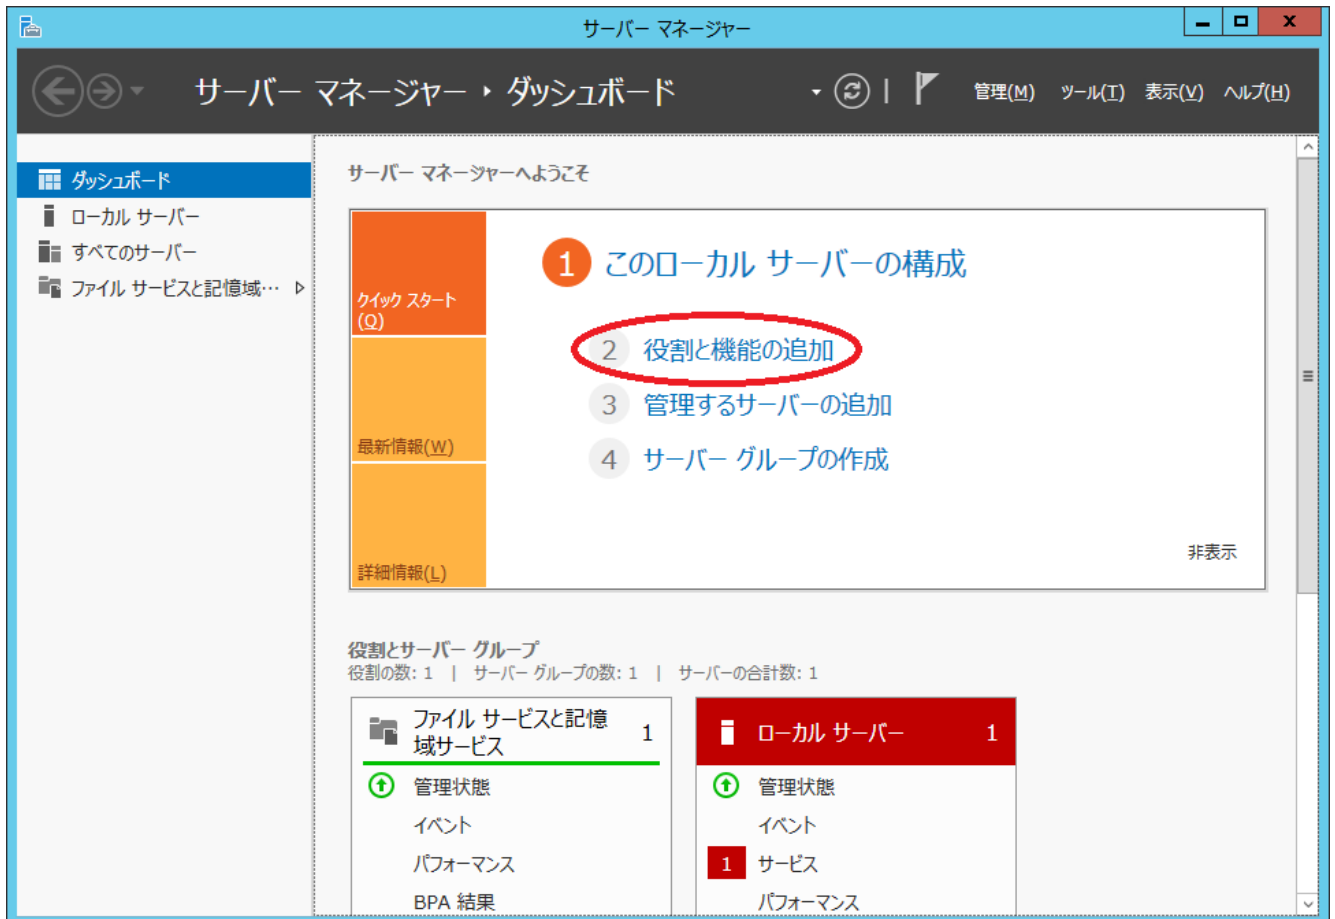 サーバー マネージャー
サーバー マネージャー ‣ ダッシュボード
管理(M) ツール(T) 表示(V) ヘルプ(H)
ダッシュボード
ローカル サーバー
すべてのサーバー
ファイル サービスと記憶域…
サーバー マネージャーへようこそ
クイック スタート
(Q)
最新情報(W)
詳細情報(L)
1 このローカル サーバーの構成
2 役割と機能の追加
3 管理するサーバーの追加
4 サーバー グループの作成
非表示
役割とサーバー グループ
役割の数: 1 | サーバー グループの数: 1 | サーバーの合計数: 1
ファイル サービスと記憶
域サービス 1
管理状態
イベント
パフォーマンス
BPA 結果
ローカル サーバー 1
管理状態
イベント
1 サービス
パフォーマンス